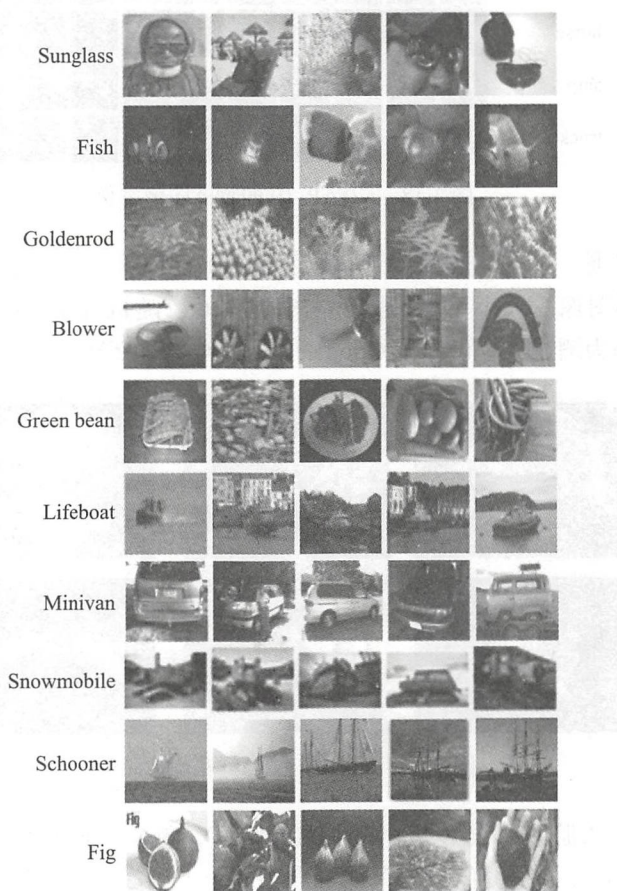 Sunglass
Fish
Goldenrod
Blower
Green bean
Lifeboat
Minivan
Snowmobile
Schooner
Fig
Fig